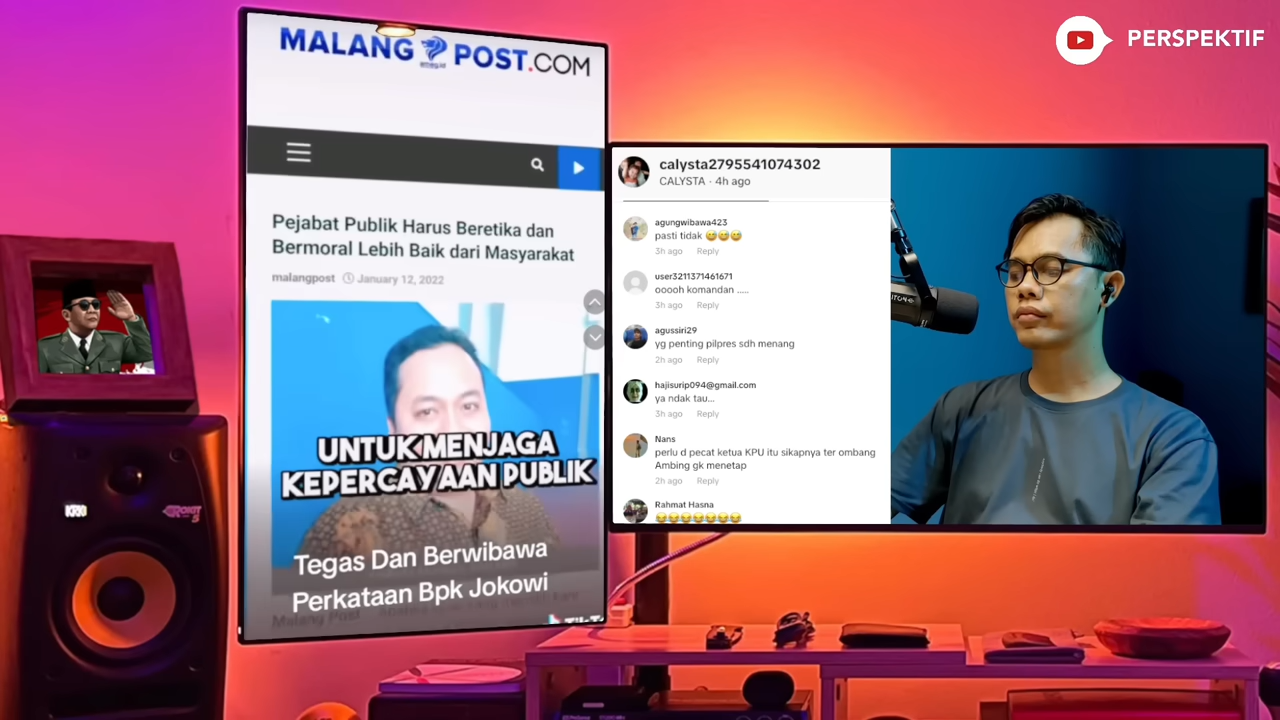 PERSPEKTIF
MALANG POST.COM
Pejabat Publik Harus Beretika dan
Bermoral Lebih Baik dari Masyarakat
malangpost January 12, 2022
UNTUK MENJAGA
KEPERCAYAAN PUBLIK
Tegas Dan Berwibawa
Perkataan Bpk Jokowi
calysta2795541074302
CALYSTA · 4h ago
agungwibawa423
pasti tidak 😅😅😅
3h ago Reply
user3211371461671
ooooh komandan .....
3h ago Reply
agussiri29
yg penting pilpres sdh menang
2h ago Reply
hajisurip094@gmail.com
ya ndak tau...
3h ago Reply
Nans
perlu d pecat ketua KPU itu sikapnya ter ombang
Ambing gk menetap
2h ago Reply
Rahmat Hasna
😂😂😂😂😂😂😂
KRK
ROKIT 5